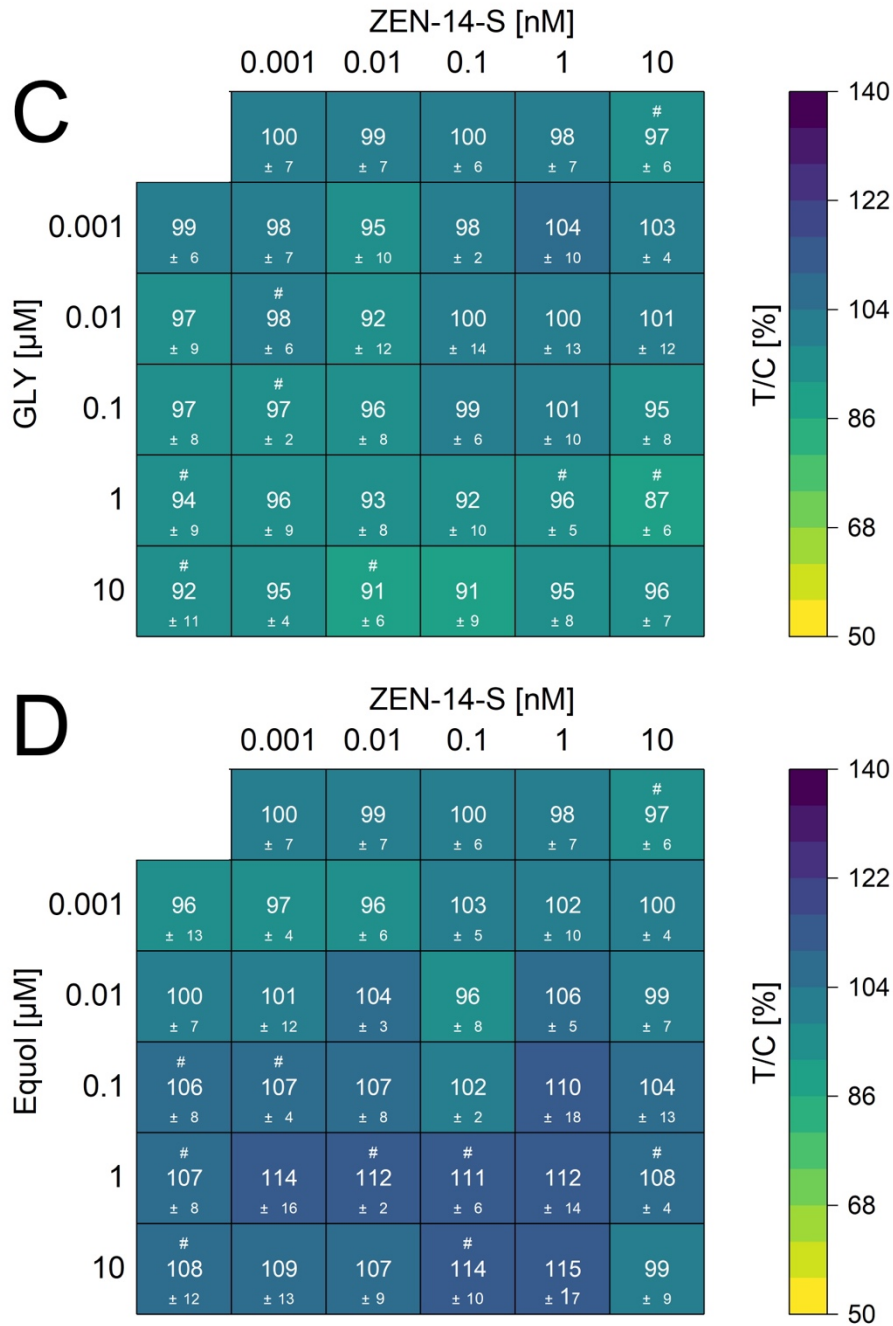 ZEN-14-S [nM]
0.001 0.01 0.1 1 10
C
#
100 99 100 98 97
± 7 ± 7 ± 6 ± 7 ± 6
0.001 99 98 95 98 104 103
± 6 ± 7 ± 10 ± 2 ± 10 ± 4
#
0.01 97 98 92 100 100 101
± 9 ± 6 ± 12 ± 14 ± 13 ± 12
#
0.1 97 97 96 99 101 95
± 8 ± 2 ± 8 ± 6 ± 10 ± 8
# # #
1 94 96 93 92 96 87
± 9 ± 9 ± 8 ± 10 ± 5 ± 6
# #
10 92 95 91 91 95 96
± 11 ± 4 ± 6 ± 9 ± 8 ± 7
GLY [µM]
T/C [%]
140
122
104
86
68
50
ZEN-14-S [nM]
0.001 0.01 0.1 1 10
D
#
100 99 100 98 97
± 7 ± 7 ± 6 ± 7 ± 6
0.001 96 97 96 103 102 100
± 13 ± 4 ± 6 ± 5 ± 10 ± 4
0.01 100 101 104 96 106 99
± 7 ± 12 ± 3 ± 8 ± 5 ± 7
# #
0.1 106 107 107 102 110 104
± 8 ± 4 ± 8 ± 2 ± 18 ± 13
# # # #
1 107 114 112 111 112 108
± 8 ± 16 ± 2 ± 6 ± 14 ± 4
# #
10 108 109 107 114 115 99
± 12 ± 13 ± 9 ± 10 ± 17 ± 9
Equol [µM]
T/C [%]
140
122
104
86
68
50